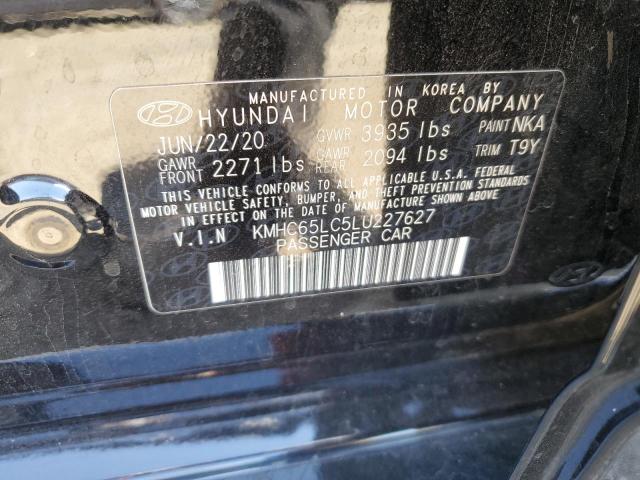 MANUFACTURED IN KOREA BY
HYUNDAI MOTOR COMPANY
JUN/22/20 GVWR 3935 lbs PAINT NKA
GAWR FRONT 2271 lbs GAWR REAR 2094 lbs TRIM T9Y
THIS VEHICLE CONFORMS TO ALL APPLICABLE U.S.A. FEDERAL
MOTOR VEHICLE SAFETY, BUMPER, AND THEFT PREVENTION STANDARDS
IN EFFECT ON THE DATE OF MANUFACTURE SHOWN ABOVE.
V.I.N KMHC65LC5LU227627
PASSENGER CAR